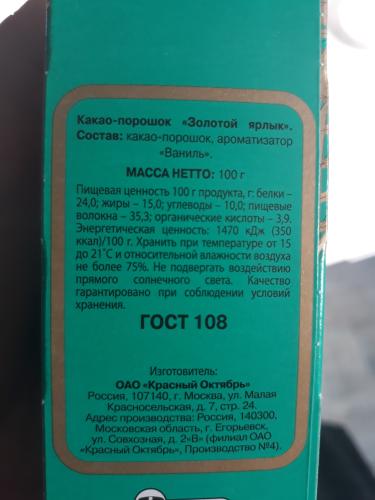 Какао-порошок «Золотой ярлык».
Состав: какао-порошок, ароматизатор
«Ваниль».
МАССА НЕТТО: 100 г
Пищевая ценность 100 г продукта, г: белки –
24,0; жиры – 15,0; углеводы – 10,0; пищевые
волокна – 35,3; органические кислоты – 3,9.
Энергетическая ценность: 1470 кДж (350
ккал)/100 г. Хранить при температуре от 15
до 21˚С и относительной влажности воздуха
не более 75%. Не подвергать воздействию
прямого солнечного света. Качество
гарантировано при соблюдении условий
хранения.
ГОСТ 108
Изготовитель:
ОАО «Красный Октябрь»
Россия, 107140, г. Москва, ул. Малая
Красносельская, д. 7, стр. 24.
Адрес производства: Россия, 140300,
Московская область, г. Егорьевск,
ул. Совхозная, д. 2«В» (филиал ОАО
«Красный Октябрь», Производство №4).